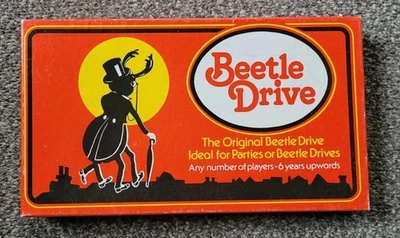 Beetle
Drive
The Original Beetle Drive
Ideal for Parties or Beetle Drives
Any number of players-6 years upwards